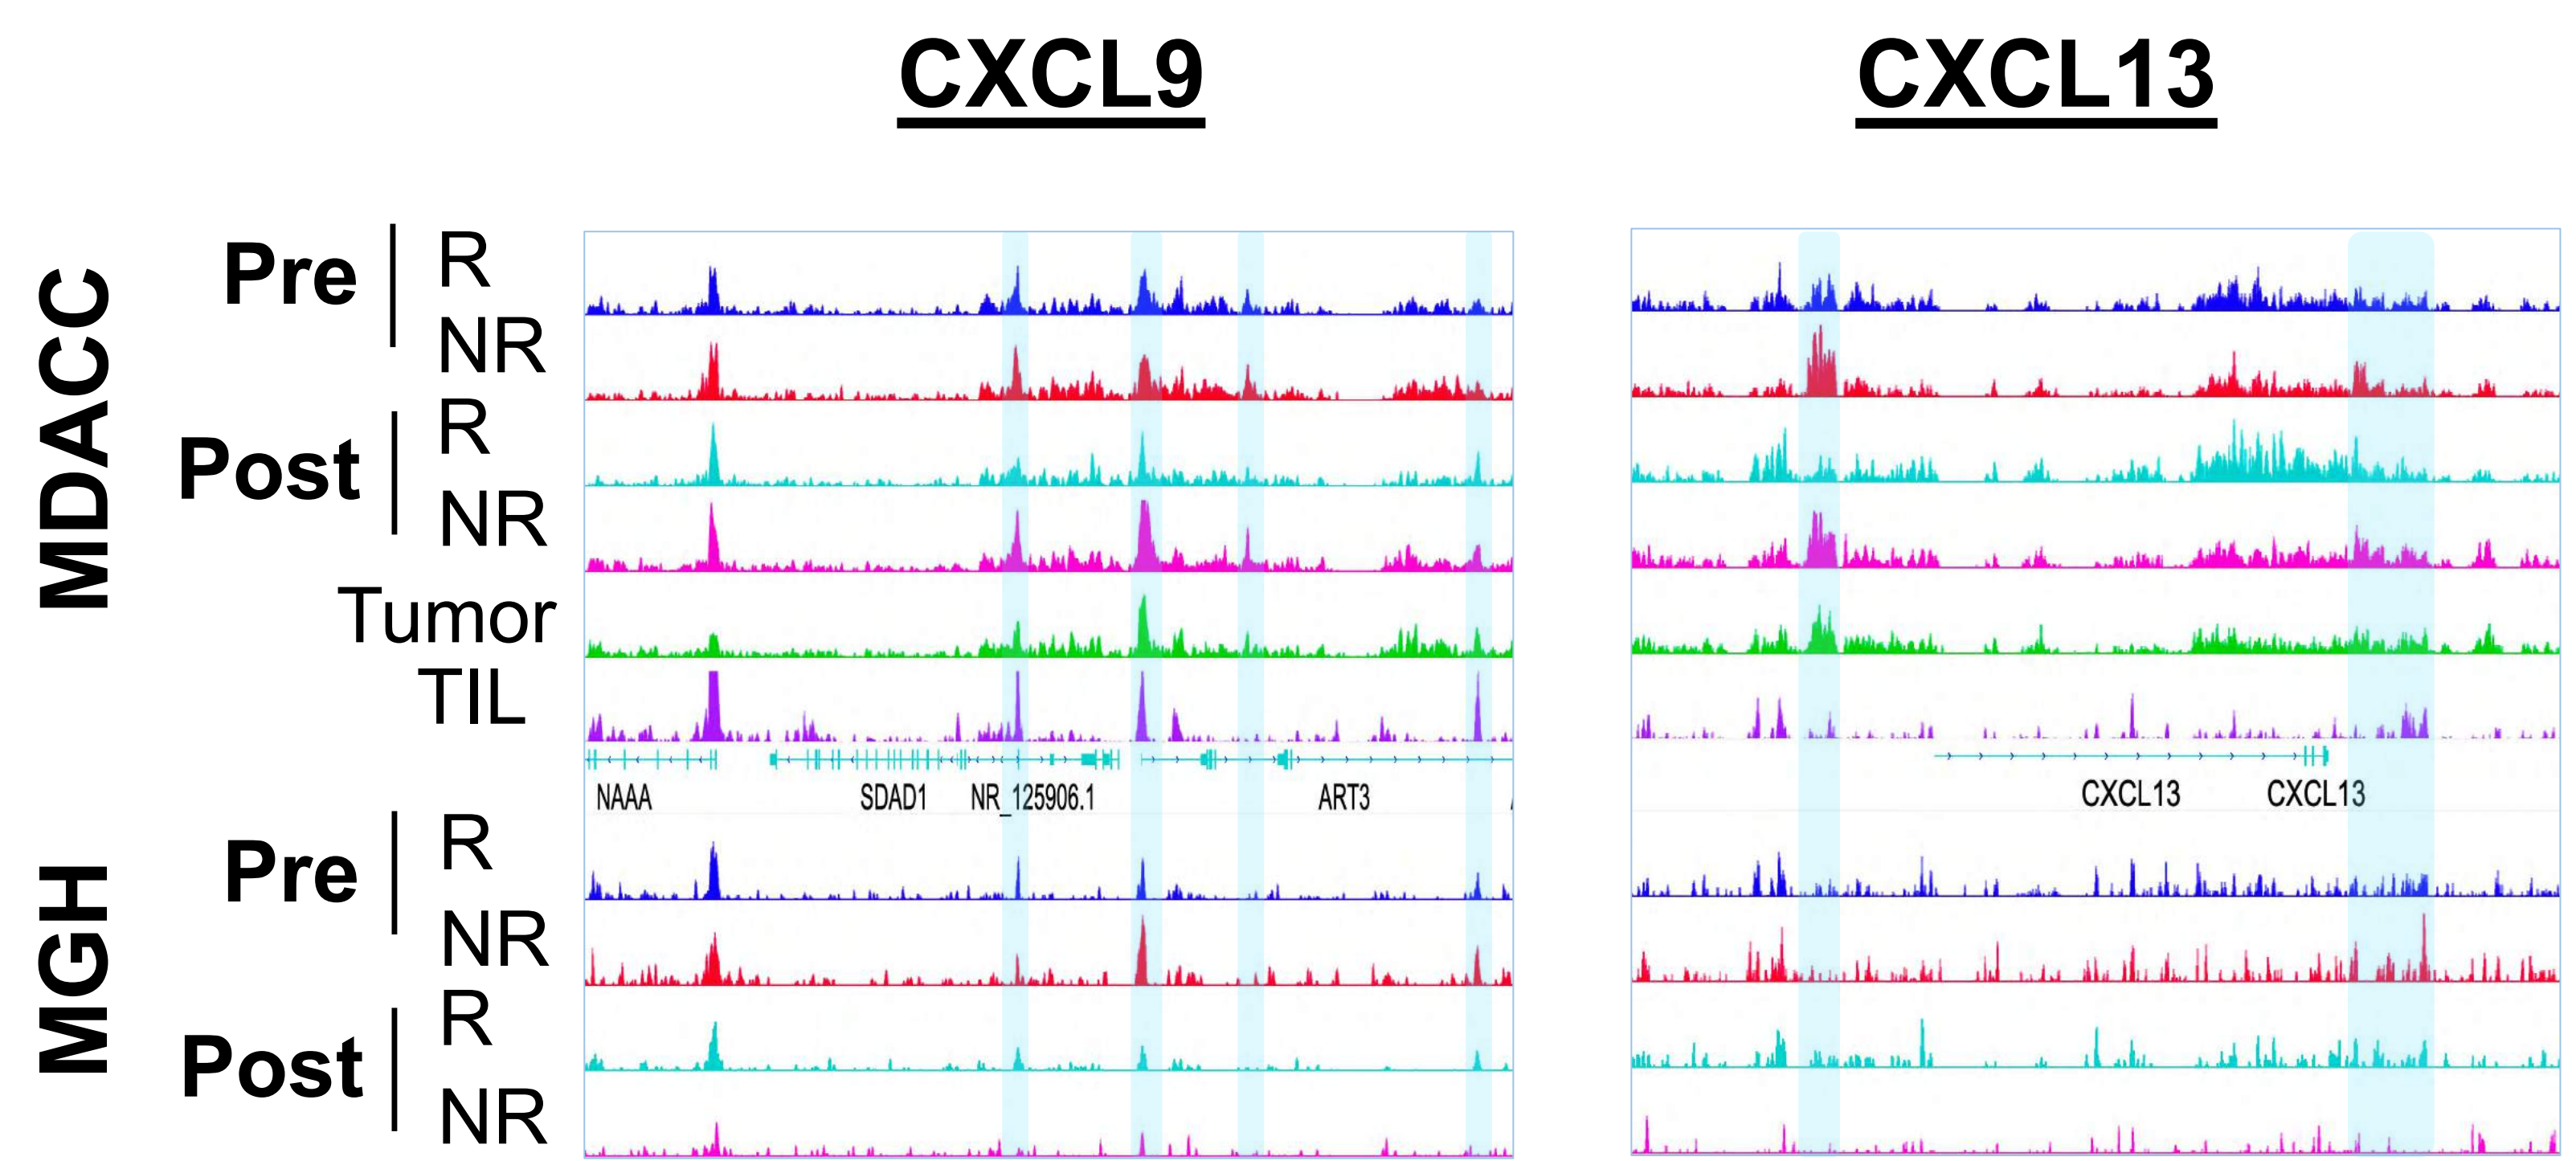 CXCL9 CXCL13
MDACC
Pre
R
NR
Post
R
NR
Tumor
TIL
NAAA SDAD1 NR_125906.1 ART3
CXCL13 CXCL13
MGH
Pre
R
NR
Post
R
NR